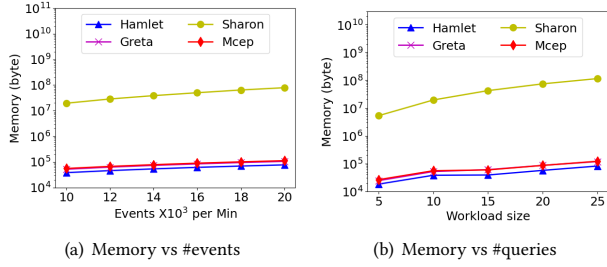 Hamlet
Sharon
Greta
Mcep
Memory (byte)
10^11
10^10
10^9
10^8
10^7
10^6
10^5
10^4
10 12 14 16 18 20
Events X10^3 per Min
(a) Memory vs #events
Hamlet
Sharon
Greta
Mcep
Memory (byte)
10^10
10^9
10^8
10^7
10^6
10^5
10^4
5 10 15 20 25
Workload size
(b) Memory vs #queries